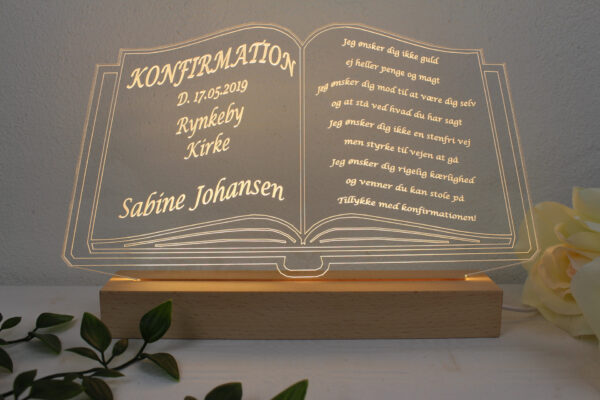 KONFIRMATION
D. 17.05.2019
Rynkeby
Kirke
Sabine Johansen
Jeg ønsker dig ikke guld
ej heller penge og magt
Jeg ønsker dig mod til at være dig selv
og at stå ved hvad du har sagt
Jeg ønsker dig ikke en stenfri vej
men styrke til vejen at gå
Jeg ønsker dig rigelig kærlighed
og venner du kan stole på
Tillykke med konfirmationen!